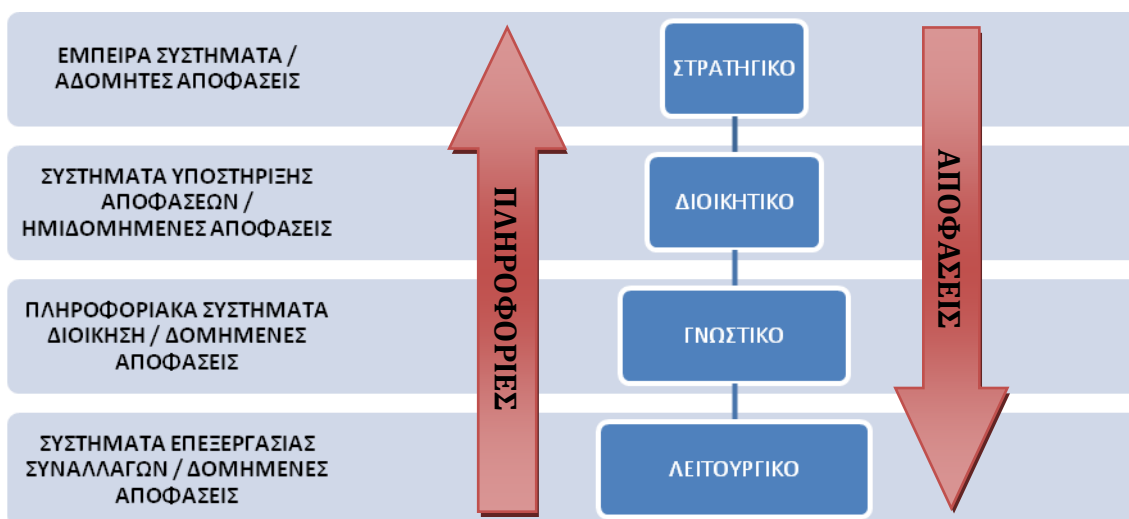 ΕΜΠΕΙΡΑ ΣΥΣΤΗΜΑΤΑ /
ΑΔΟΜΗΤΕΣ ΑΠΟΦΑΣΕΙΣ
ΣΤΡΑΤΗΓΙΚΟ
ΣΥΣΤΗΜΑΤΑ ΥΠΟΣΤΗΡΙΞΗΣ
ΑΠΟΦΑΣΕΩΝ /
ΗΜΙΔΟΜΗΜΕΝΕΣ ΑΠΟΦΑΣΕΙΣ
ΔΙΟΙΚΗΤΙΚΟ
ΠΛΗΡΟΦΟΡΙΑΚΑ ΣΥΣΤΗΜΑΤΑ
ΔΙΟΙΚΗΣΗ / ΔΟΜΗΜΕΝΕΣ
ΑΠΟΦΑΣΕΙΣ
ΓΝΩΣΤΙΚΟ
ΣΥΣΤΗΜΑΤΑ ΕΠΕΞΕΡΓΑΣΙΑΣ
ΣΥΝΑΛΛΑΓΩΝ / ΔΟΜΗΜΕΝΕΣ
ΑΠΟΦΑΣΕΙΣ
ΛΕΙΤΟΥΡΓΙΚΟ
ΠΛΗΡΟΦΟΡΙΕΣ
ΑΠΟΦΑΣΕΙΣ